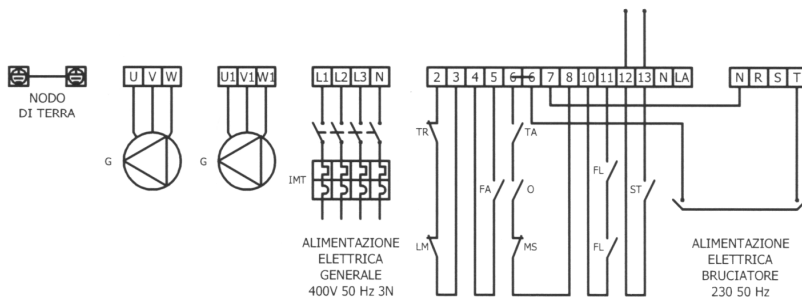 U V W
U1 V1 W1
L1 L2 L3 N
2 3 4 5 6 6 7 8 10 11 12 13 N LA
N R S T
NODO
DI TERRA
TR
TA
G
G
IMT
FL
FA
O
ST
LM
MS
FL
ALIMENTAZIONE
ELETTRICA
GENERALE
400V 50 Hz 3N
ALIMENTAZIONE
ELETTRICA
BRUCIATORE
230 50 Hz